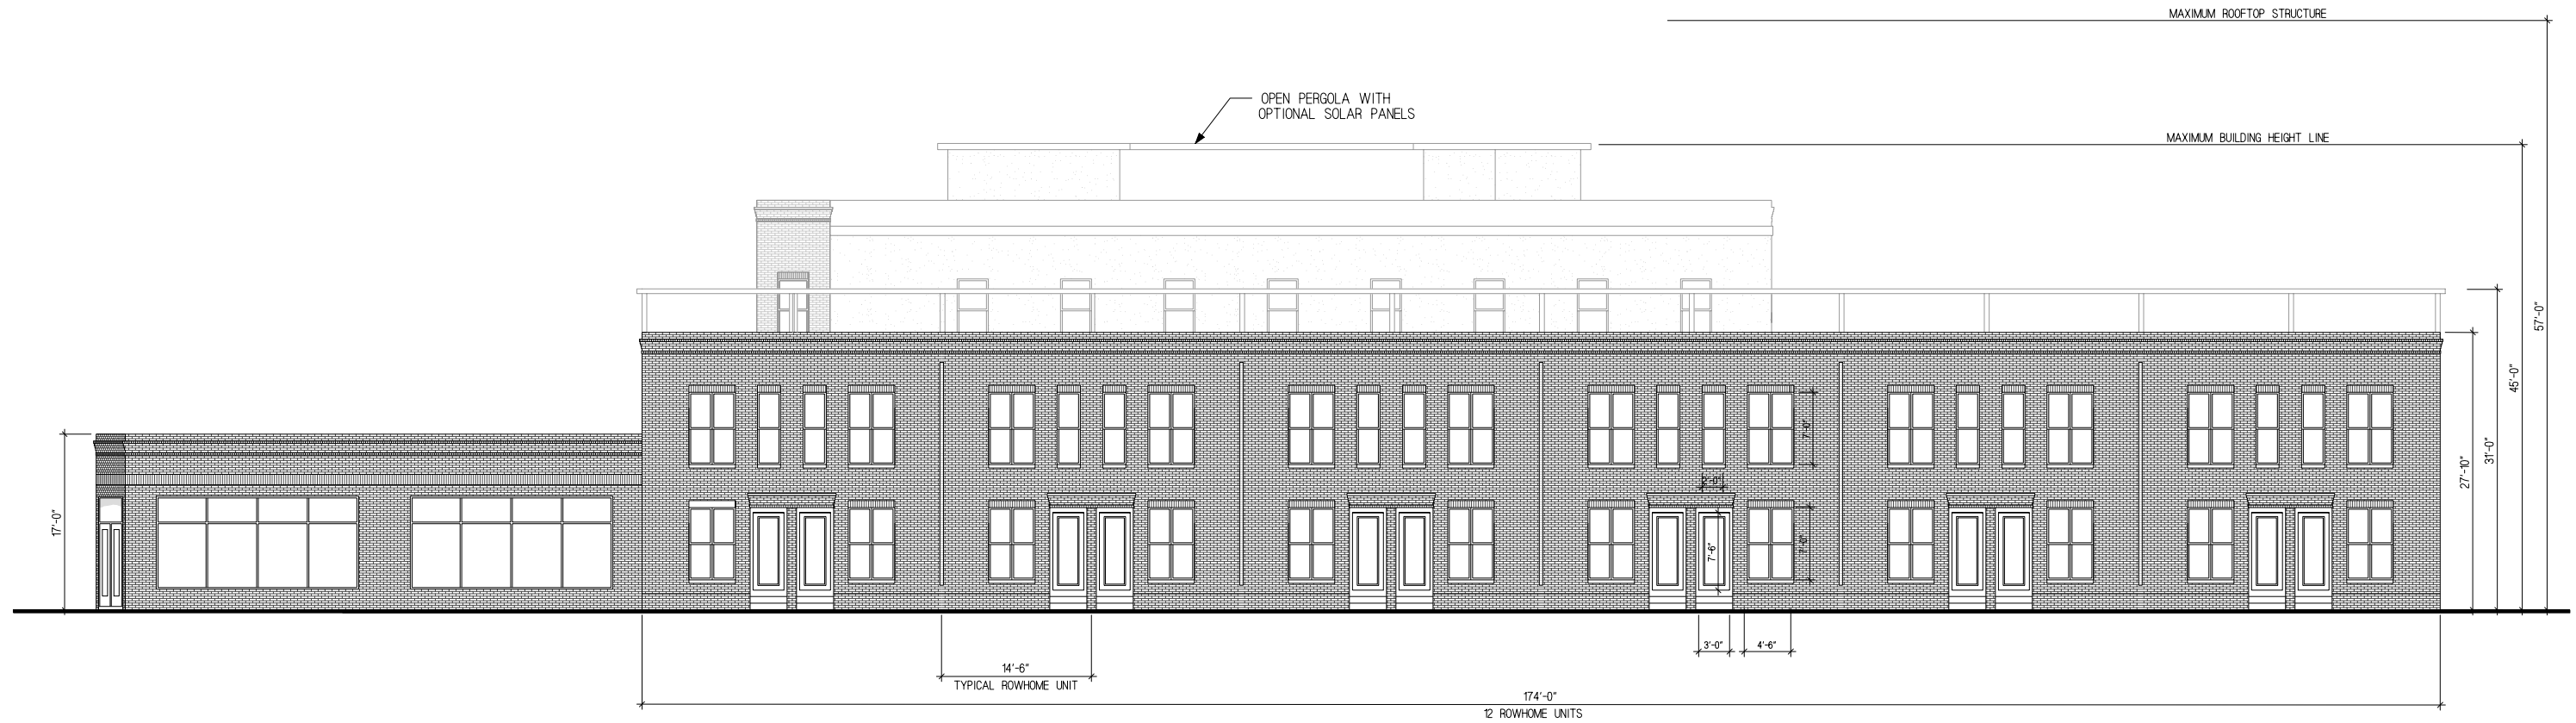 MAXIMUM ROOFTOP STRUCTURE
OPEN PERGOLA WITH
OPTIONAL SOLAR PANELS
MAXIMUM BUILDING HEIGHT LINE
57'-0"
45'-0"
31'-0"
27'-10"
17'-0"
7'-0"
2'-0"
7'-6"
7'-0"
3'-0"
4'-6"
14'-6"
TYPICAL ROWHOME UNIT
174'-0"
12 ROWHOME UNITS